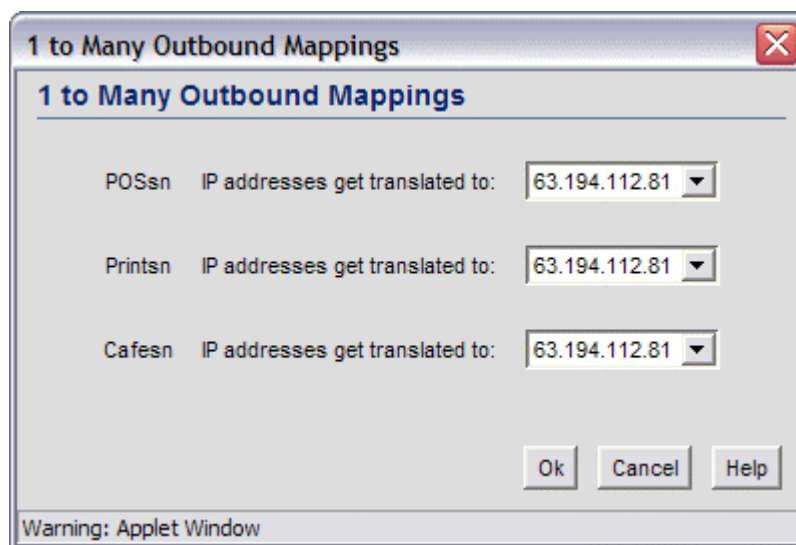 1 to Many Outbound Mappings
1 to Many Outbound Mappings
POSsn IP addresses get translated to: 63.194.112.81
Printsn IP addresses get translated to: 63.194.112.81
Cafesn IP addresses get translated to: 63.194.112.81
Ok Cancel Help
Warning: Applet Window